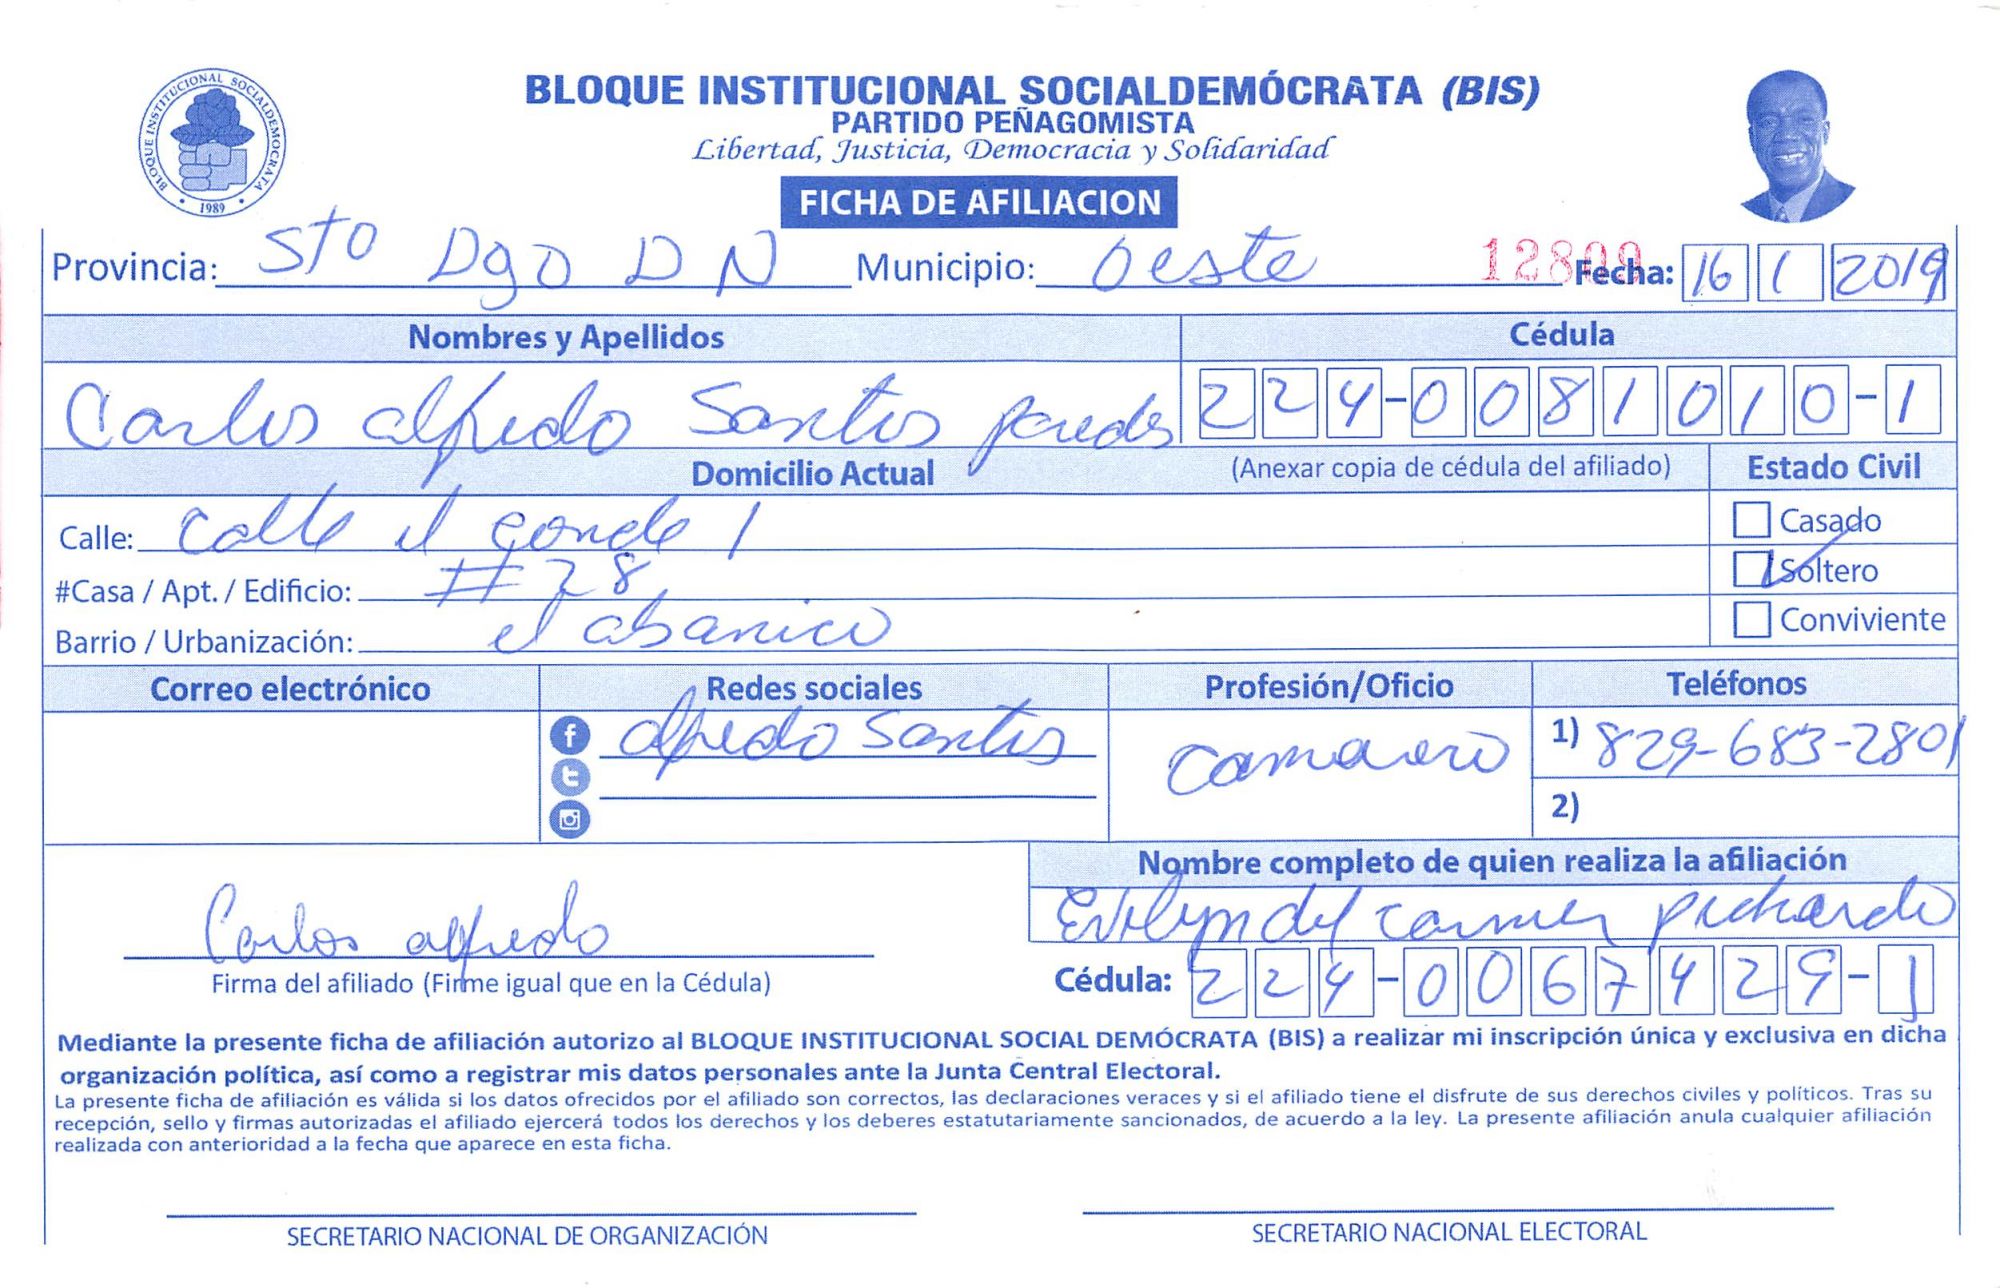 BLOQUE INSTITUCIONAL SOCIALDEMOCRATA
• 1989 •
BLOQUE INSTITUCIONAL SOCIALDEMÓCRATA (BIS)
PARTIDO PEÑAGOMISTA
Libertad, Justicia, Democracia y Solidaridad
FICHA DE AFILIACION
Provincia: Sto Dgo D N Municipio: Oeste 12809 Fecha: 16 1 2019
Nombres y Apellidos Cédula
Carlos alfredo Santos paredes 224-0081010-1
Domicilio Actual (Anexar copia de cédula del afiliado) Estado Civil
Calle: Calle el conde 1 Casado
#Casa / Apt. / Edificio: #28 Soltero
Barrio / Urbanización: el abanico Conviviente
Correo electrónico Redes sociales Profesión/Oficio Teléfonos
alfredo Santos camarero 1) 829-683-2801
2)
Nombre completo de quien realiza la afiliación
Carlos alfredo Evelyn del carmen pichardo
Firma del afiliado (Firme igual que en la Cédula) Cédula: 224-0067429-1
Mediante la presente ficha de afiliación autorizo al BLOQUE INSTITUCIONAL SOCIAL DEMÓCRATA (BIS) a realizar mi inscripción única y exclusiva en dicha
organización política, así como a registrar mis datos personales ante la Junta Central Electoral.
La presente ficha de afiliación es válida si los datos ofrecidos por el afiliado son correctos, las declaraciones veraces y si el afiliado tiene el disfrute de sus derechos civiles y políticos. Tras su
recepción, sello y firmas autorizadas el afiliado ejercerá todos los derechos y los deberes estatutariamente sancionados, de acuerdo a la ley. La presente afiliación anula cualquier afiliación
realizada con anterioridad a la fecha que aparece en esta ficha.
SECRETARIO NACIONAL DE ORGANIZACIÓN SECRETARIO NACIONAL ELECTORAL